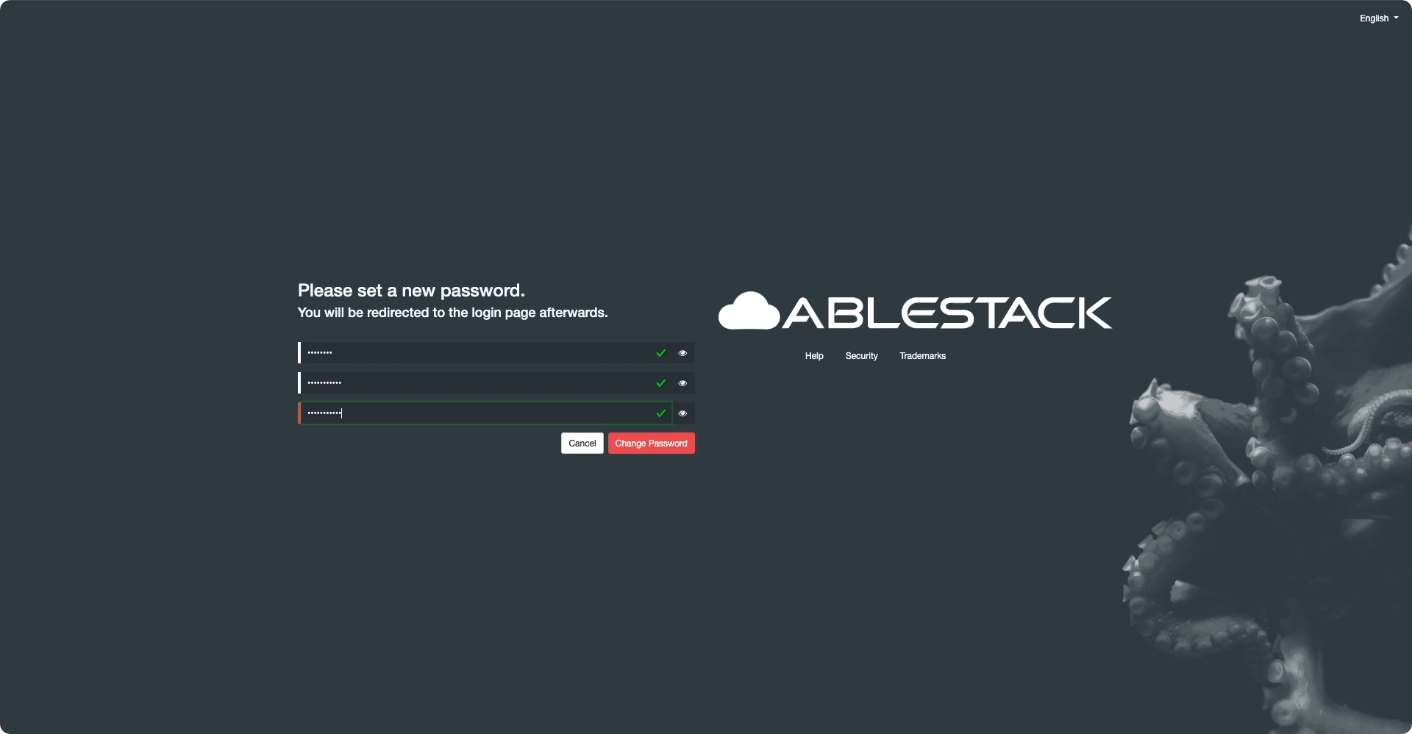 English
Please set a new password.
You will be redirected to the login page afterwards.
••••••••
•••••••••••
•••••••••••
Cancel Change Password
ABLESTACK
Help Security Trademarks